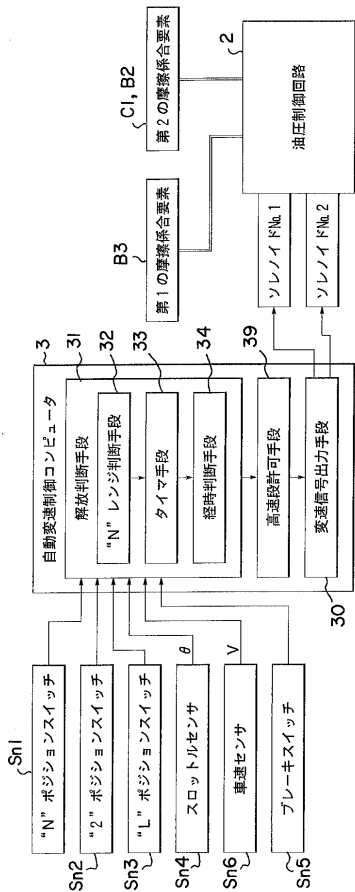 Sn1
“N” ポジションスイッチ
Sn2
“2” ポジションスイッチ
Sn3
“L” ポジションスイッチ
Sn4
スロットルセンサ
θ
Sn6
車速センサ
V
Sn5
ブレーキスイッチ
3
自動変速制御コンピュータ
31
解放判断手段
32
“N” レンジ判断手段
33
タイマ手段
34
経時判断手段
39
高速段許可手段
30
変速信号出力手段
B3
第1の摩擦係合要素
C1, B2
第2の摩擦係合要素
2
油圧制御回路
ソレノイドNo.1
ソレノイドNo.2